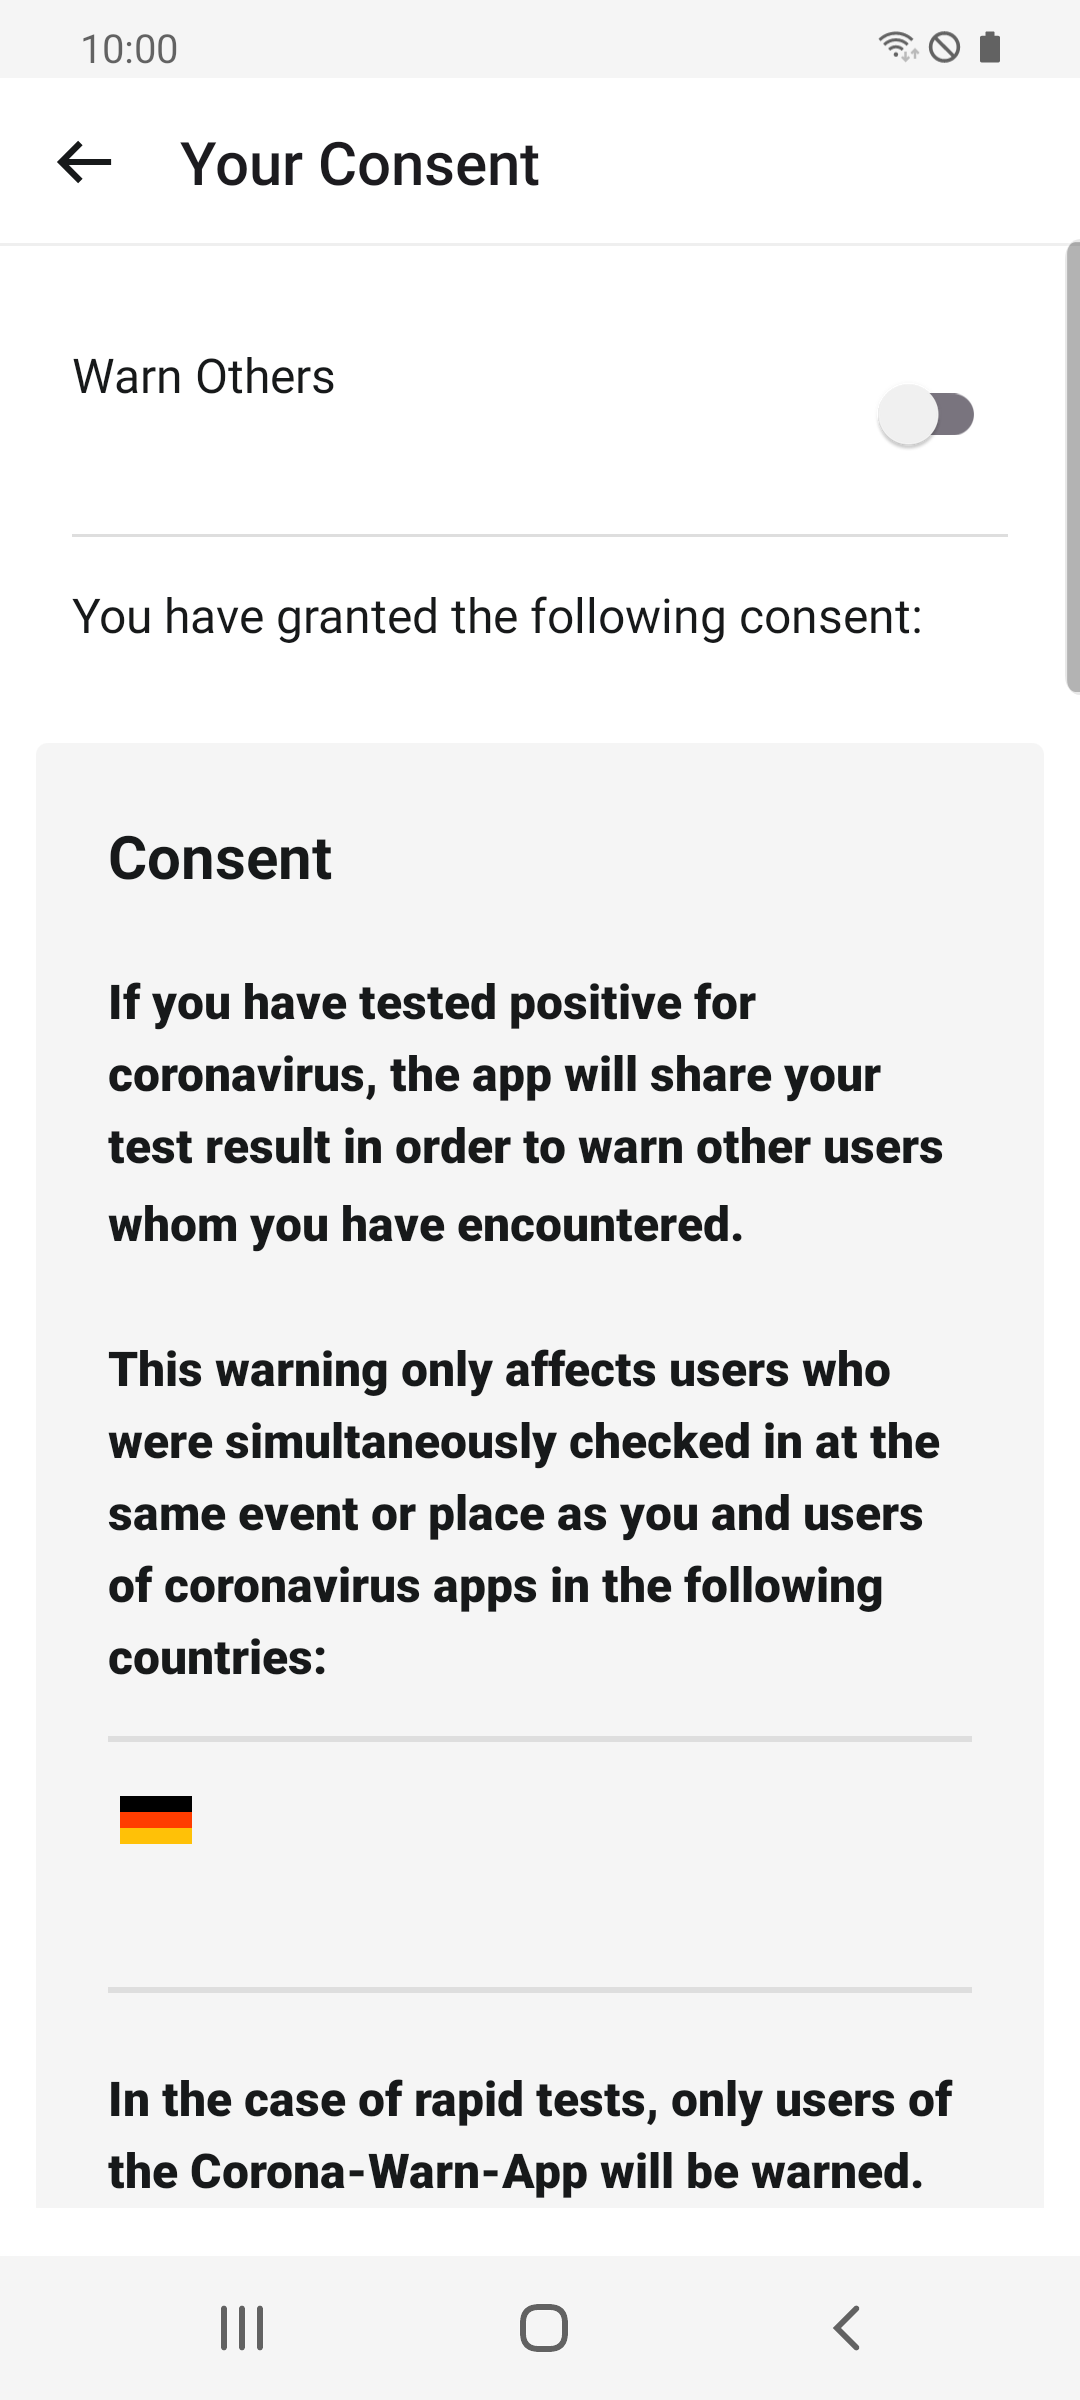 10:00
Your Consent
Warn Others
You have granted the following consent:
Consent
If you have tested positive for
coronavirus, the app will share your
test result in order to warn other users
whom you have encountered.
This warning only affects users who
were simultaneously checked in at the
same event or place as you and users
of coronavirus apps in the following
countries:
In the case of rapid tests, only users of
the Corona-Warn-App will be warned.